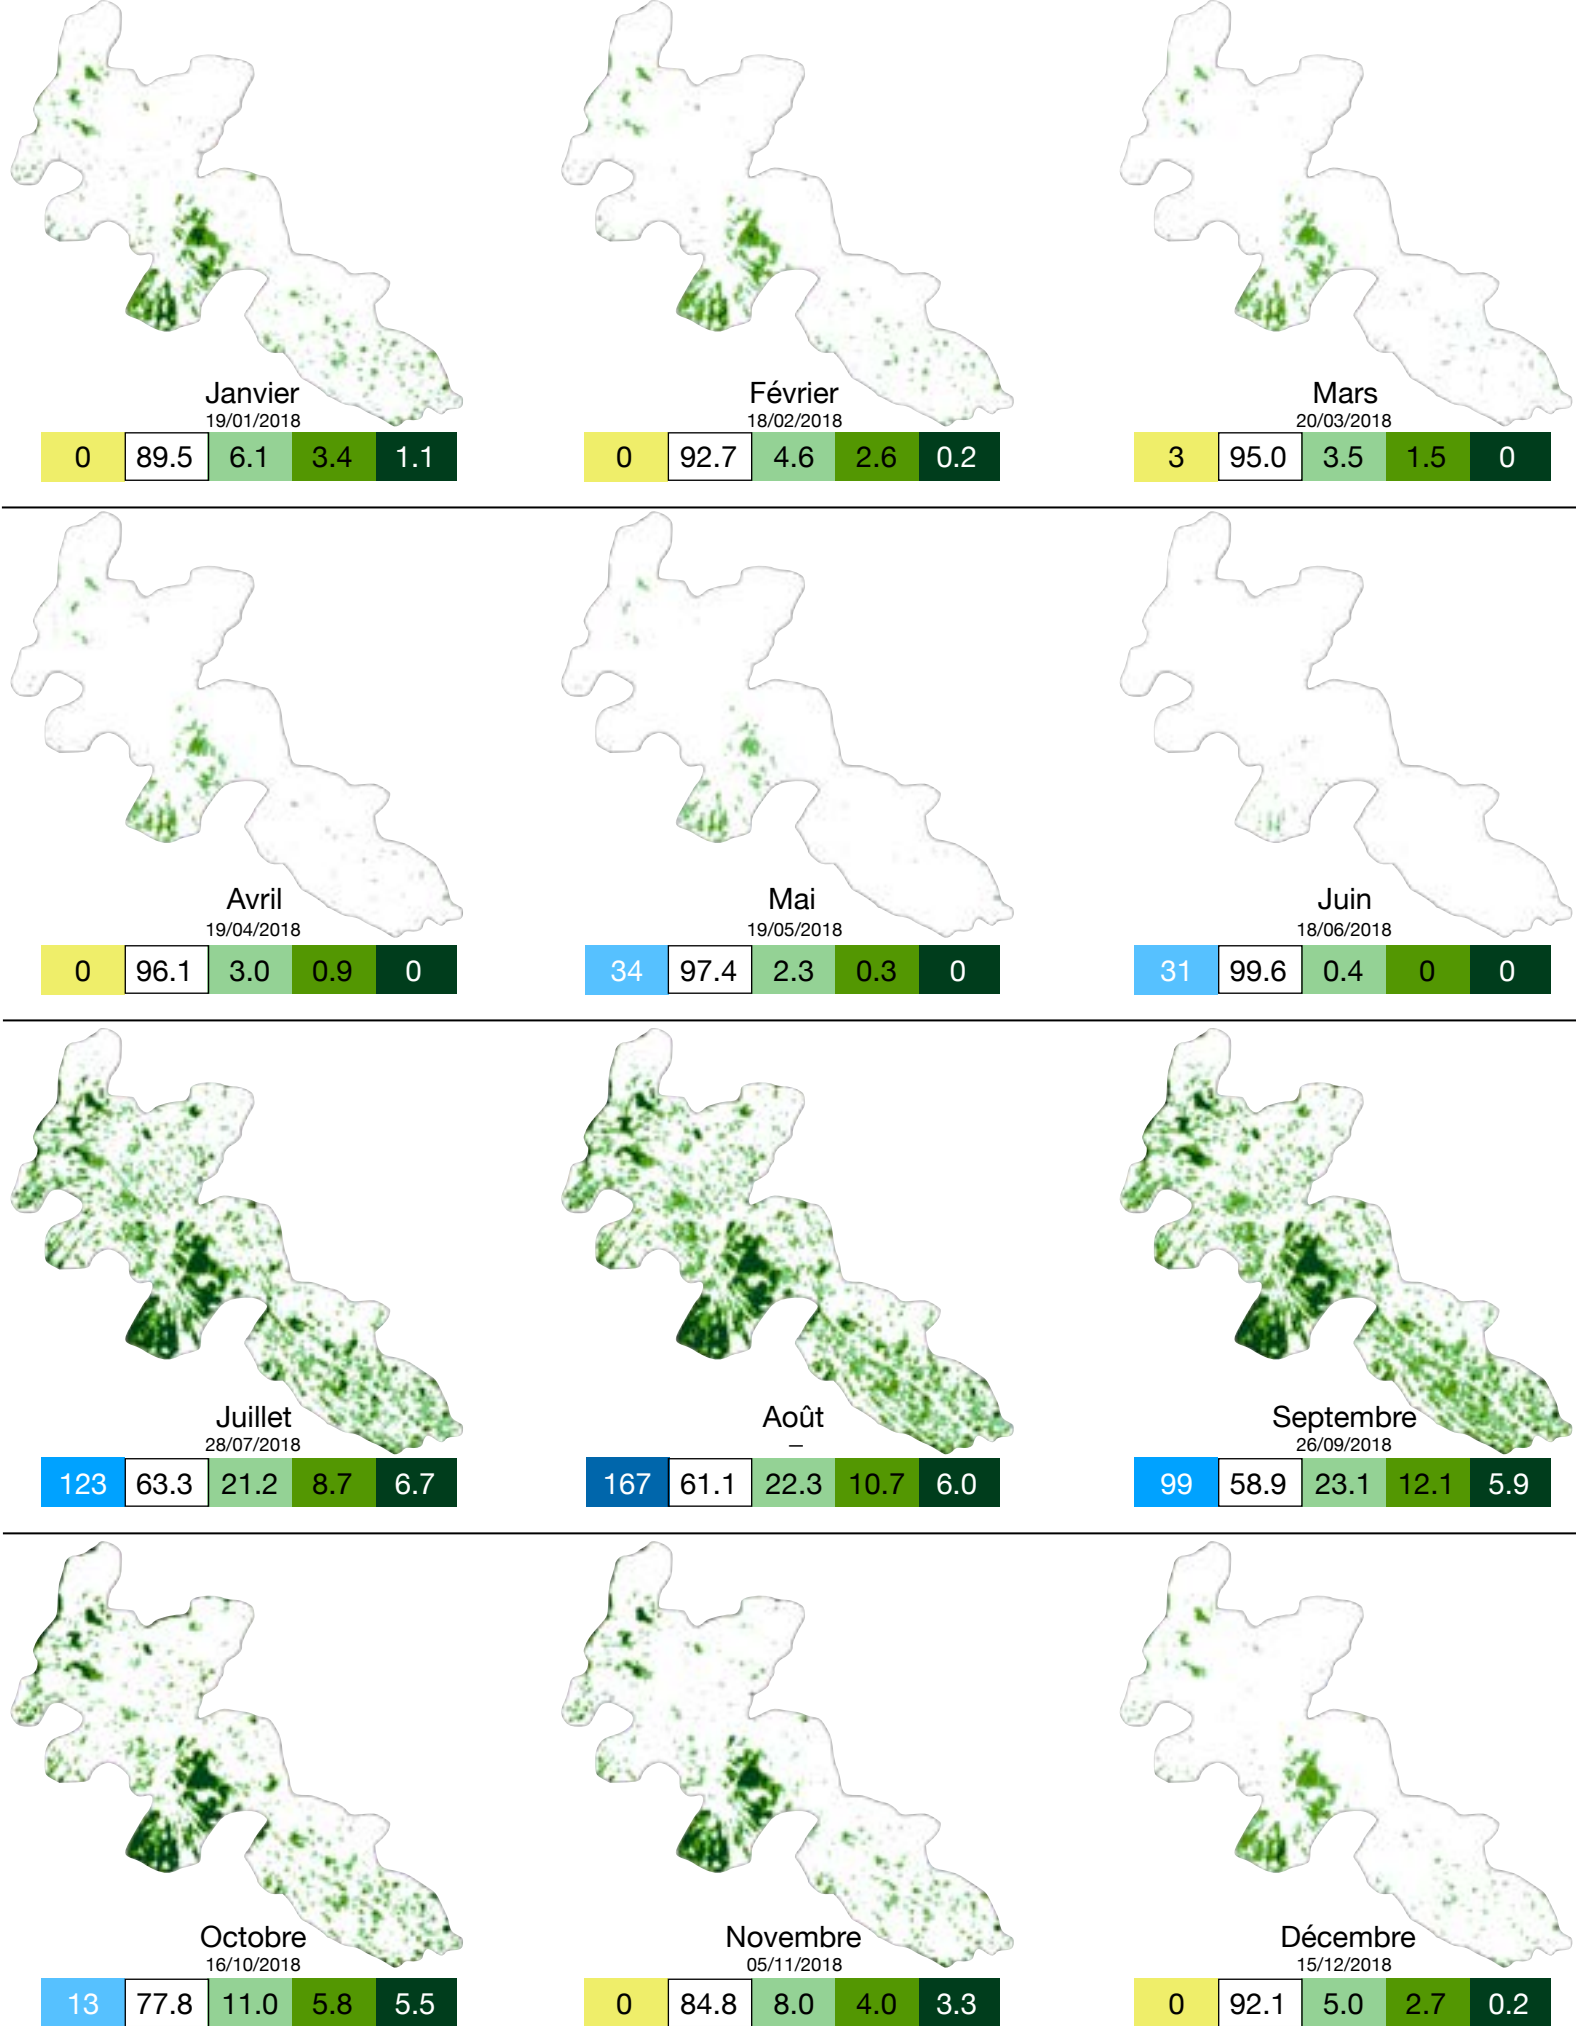 Janvier
19/01/2018
0 89.5 6.1 3.4 1.1
Février
18/02/2018
0 92.7 4.6 2.6 0.2
Mars
20/03/2018
3 95.0 3.5 1.5 0
Avril
19/04/2018
0 96.1 3.0 0.9 0
Mai
19/05/2018
34 97.4 2.3 0.3 0
Juin
18/06/2018
31 99.6 0.4 0 0
Juillet
28/07/2018
123 63.3 21.2 8.7 6.7
Août
–
167 61.1 22.3 10.7 6.0
Septembre
26/09/2018
99 58.9 23.1 12.1 5.9
Octobre
16/10/2018
13 77.8 11.0 5.8 5.5
Novembre
05/11/2018
0 84.8 8.0 4.0 3.3
Décembre
15/12/2018
0 92.1 5.0 2.7 0.2